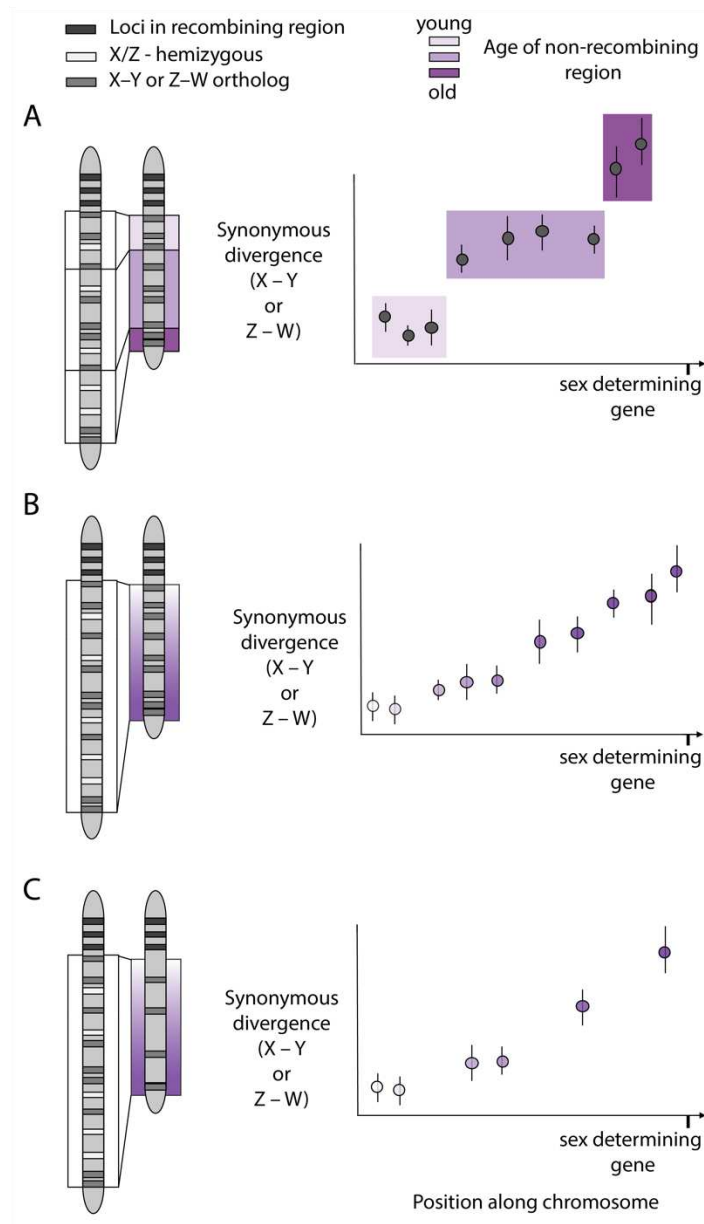 Loci in recombining region
X/Z - hemizygous
X–Y or Z–W ortholog
young
old
Age of non-recombining
region
A
Synonymous
divergence
(X – Y
or
Z – W)
sex determining
gene
B
Synonymous
divergence
(X – Y
or
Z – W)
sex determining
gene
C
Synonymous
divergence
(X – Y
or
Z – W)
sex determining
gene
Position along chromosome